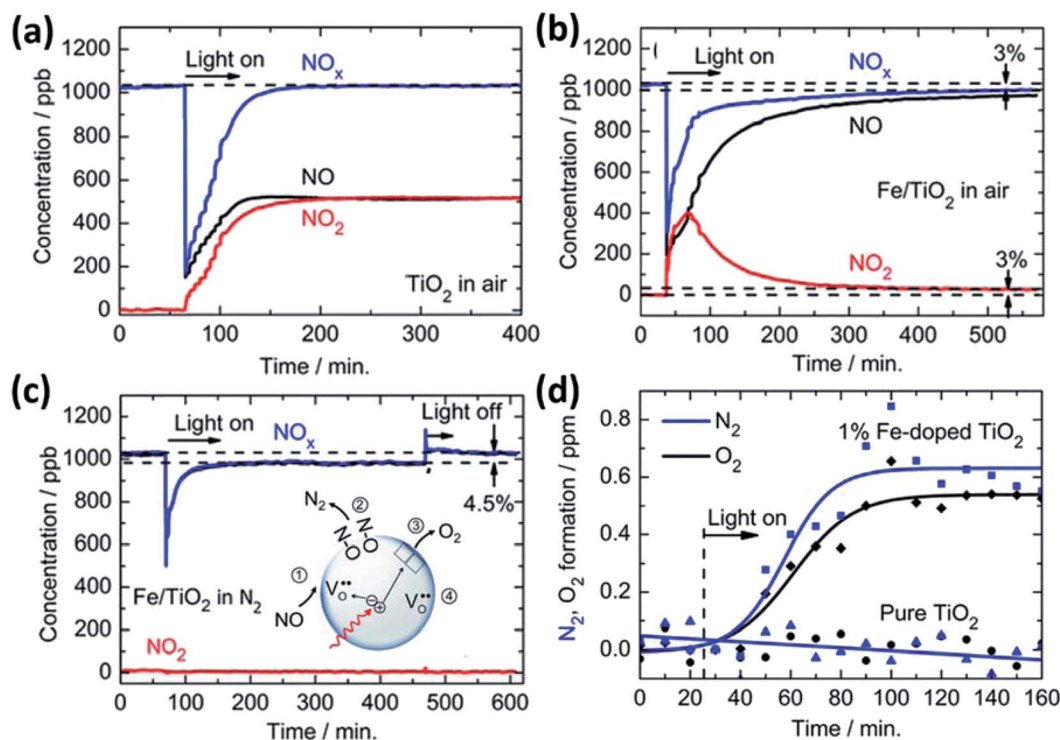 (a)
1200
1000
800
600
400
200
0
Concentration / ppb
Light on
NOx
NO
NO2
TiO2 in air
0 100 200 300 400
Time / min.
(b)
1200
1000
800
600
400
200
0
Concentration / ppb
Light on
NOx
3%
NO
Fe/TiO2 in air
NO2
3%
0 100 200 300 400 500
Time / min.
(c)
1200
1000
800
600
400
200
0
Concentration / ppb
Light on
NOx
Light off
4.5%
N2
②
N N
O O
③
O2
①
NO
VO••
− +
VO••
④
Fe/TiO2 in N2
NO2
0 100 200 300 400 500 600
Time / min.
(d)
0.8
0.6
0.4
0.2
0.0
N2, O2 formation / ppm
N2
O2
1% Fe-doped TiO2
Light on
Pure TiO2
0 20 40 60 80 100 120 140 160
Time / min.